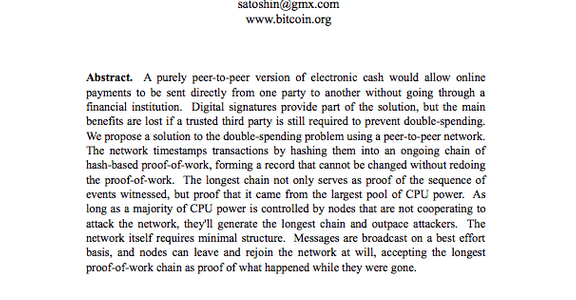 satoshin@gmx.com
www.bitcoin.org
Abstract. A purely peer-to-peer version of electronic cash would allow online
payments to be sent directly from one party to another without going through a
financial institution. Digital signatures provide part of the solution, but the main
benefits are lost if a trusted third party is still required to prevent double-spending.
We propose a solution to the double-spending problem using a peer-to-peer network.
The network timestamps transactions by hashing them into an ongoing chain of
hash-based proof-of-work, forming a record that cannot be changed without redoing
the proof-of-work. The longest chain not only serves as proof of the sequence of
events witnessed, but proof that it came from the largest pool of CPU power. As
long as a majority of CPU power is controlled by nodes that are not cooperating to
attack the network, they'll generate the longest chain and outpace attackers. The
network itself requires minimal structure. Messages are broadcast on a best effort
basis, and nodes can leave and rejoin the network at will, accepting the longest
proof-of-work chain as proof of what happened while they were gone.